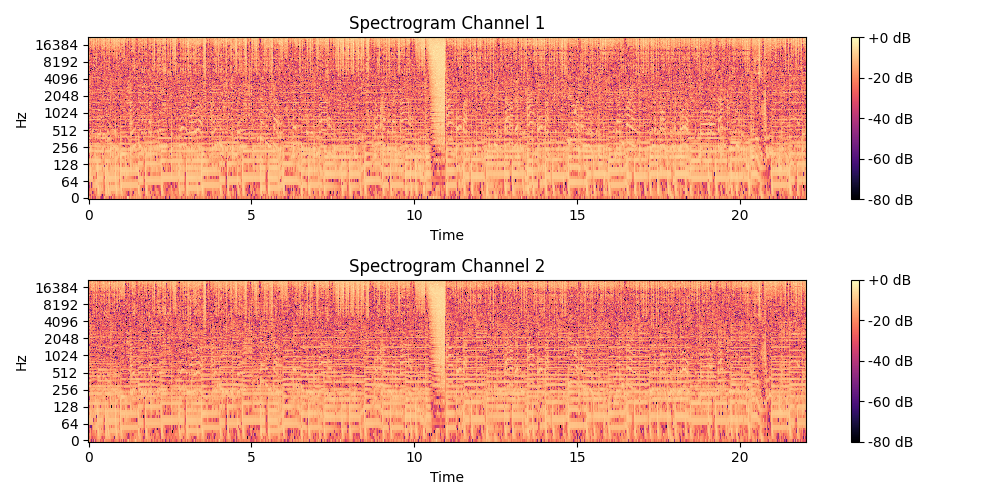 Spectrogram Channel 1
Hz
16384
8192
4096
2048
1024
512
256
128
64
0
0 5 10 15 20
Time
+0 dB
-20 dB
-40 dB
-60 dB
-80 dB
Spectrogram Channel 2
Hz
16384
8192
4096
2048
1024
512
256
128
64
0
0 5 10 15 20
Time
+0 dB
-20 dB
-40 dB
-60 dB
-80 dB